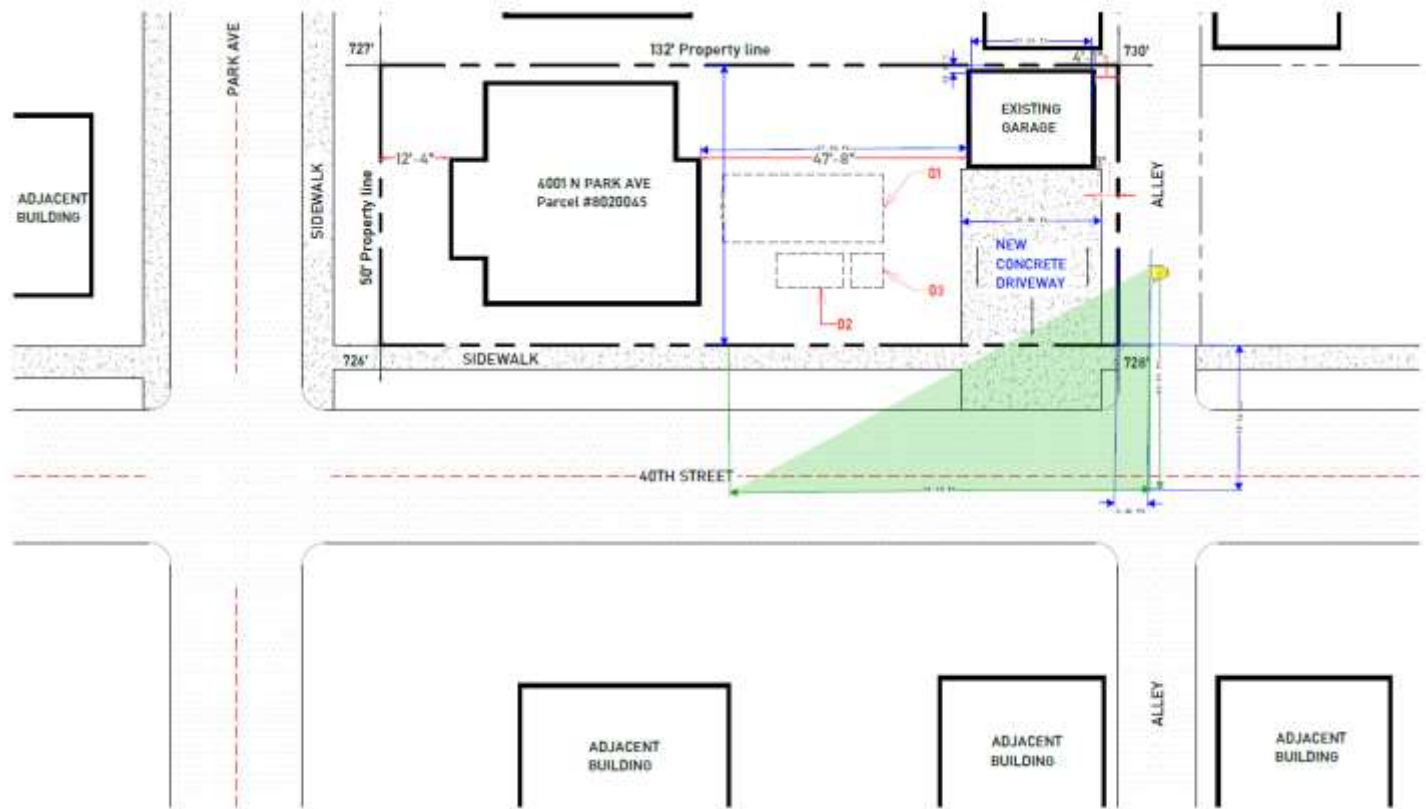 PARK AVE
727'
132' Property line
730'
4'
EXISTING
GARAGE
12'-4"
47'-8"
SIDEWALK
50' Property line
4001 N PARK AVE
Parcel #8020045
01
ALLEY
ADJACENT
BUILDING
NEW
CONCRETE
DRIVEWAY
03
02
726'
SIDEWALK
728'
40TH STREET
ALLEY
ADJACENT
BUILDING
ADJACENT
BUILDING
ADJACENT
BUILDING